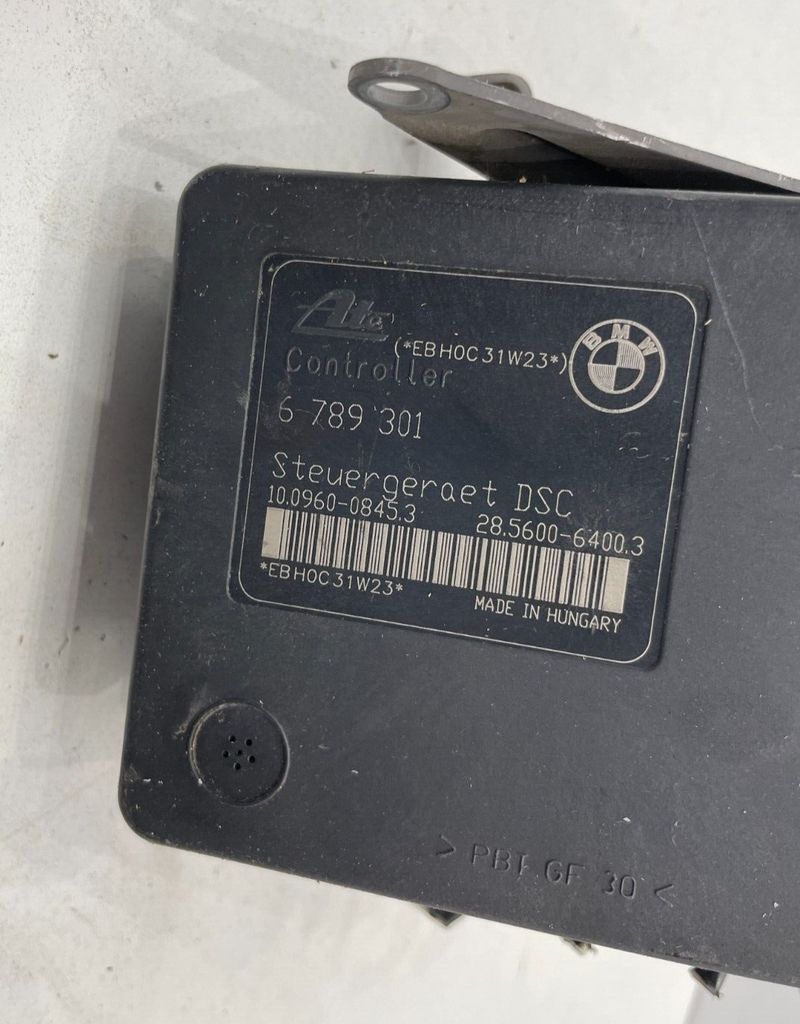 Ate
(*EBH0C31W23*)
BMW
Controller
6 789 301
Steuergeraet DSC
10.0960-0845.3 28.5600-6400.3
*EBH0C31W23*
MADE IN HUNGARY
> PBT GF 30 <